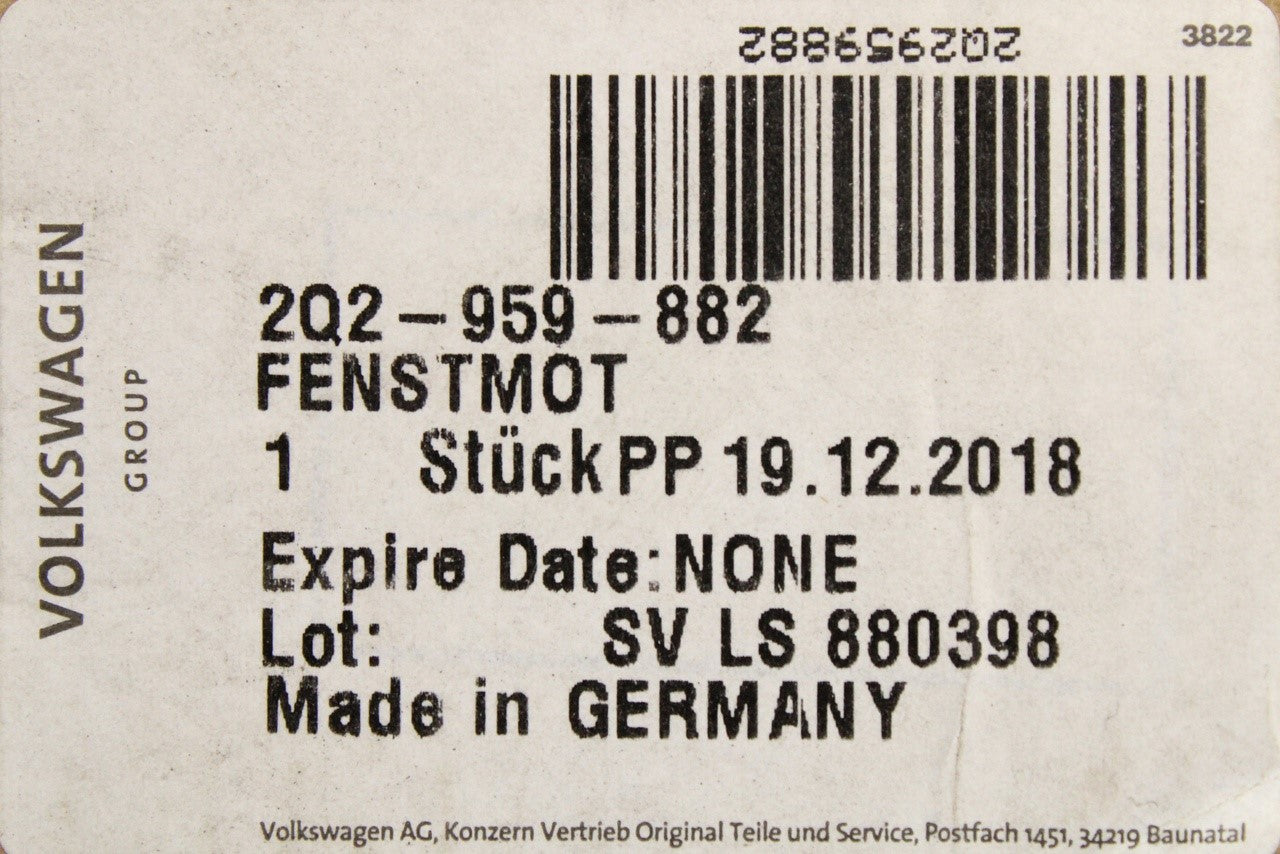 3822
2Q2959882
VOLKSWAGEN
GROUP
2Q2-959-882
FENSTMOT
1 Stück PP 19.12.2018
Expire Date: NONE
Lot: SV LS 880398
Made in GERMANY
Volkswagen AG, Konzern Vertrieb Original Teile und Service, Postfach 1451, 34219 Baunatal